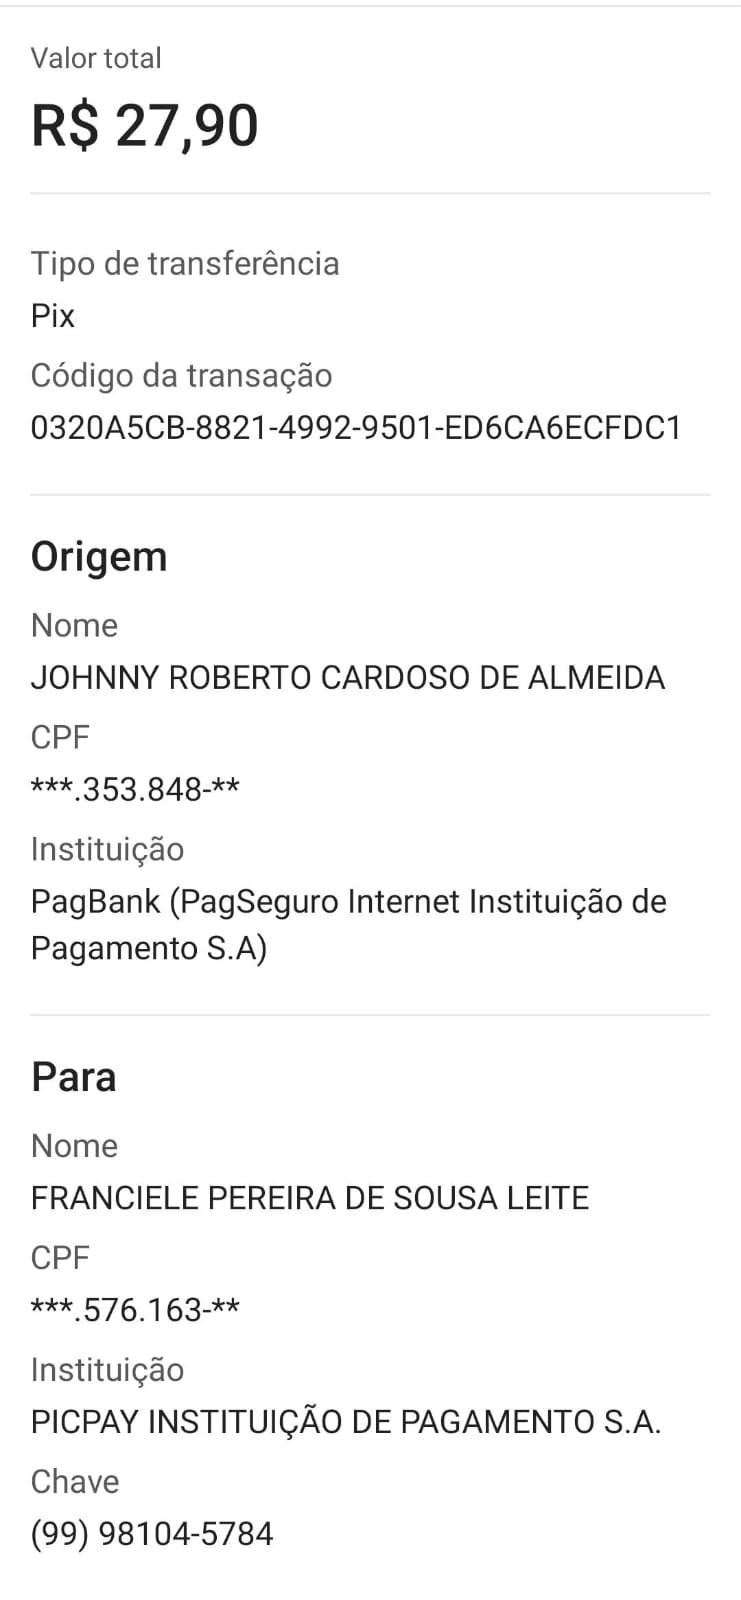 Valor total
R$ 27,90
Tipo de transferência
Pix
Código da transação
0320A5CB-8821-4992-9501-ED6CA6ECFDC1
Origem
Nome
JOHNNY ROBERTO CARDOSO DE ALMEIDA
CPF
***.353.848-**
Instituição
PagBank (PagSeguro Internet Instituição de
Pagamento S.A)
Para
Nome
FRANCIELE PEREIRA DE SOUSA LEITE
CPF
***.576.163-**
Instituição
PICPAY INSTITUIÇÃO DE PAGAMENTO S.A.
Chave
(99) 98104-5784